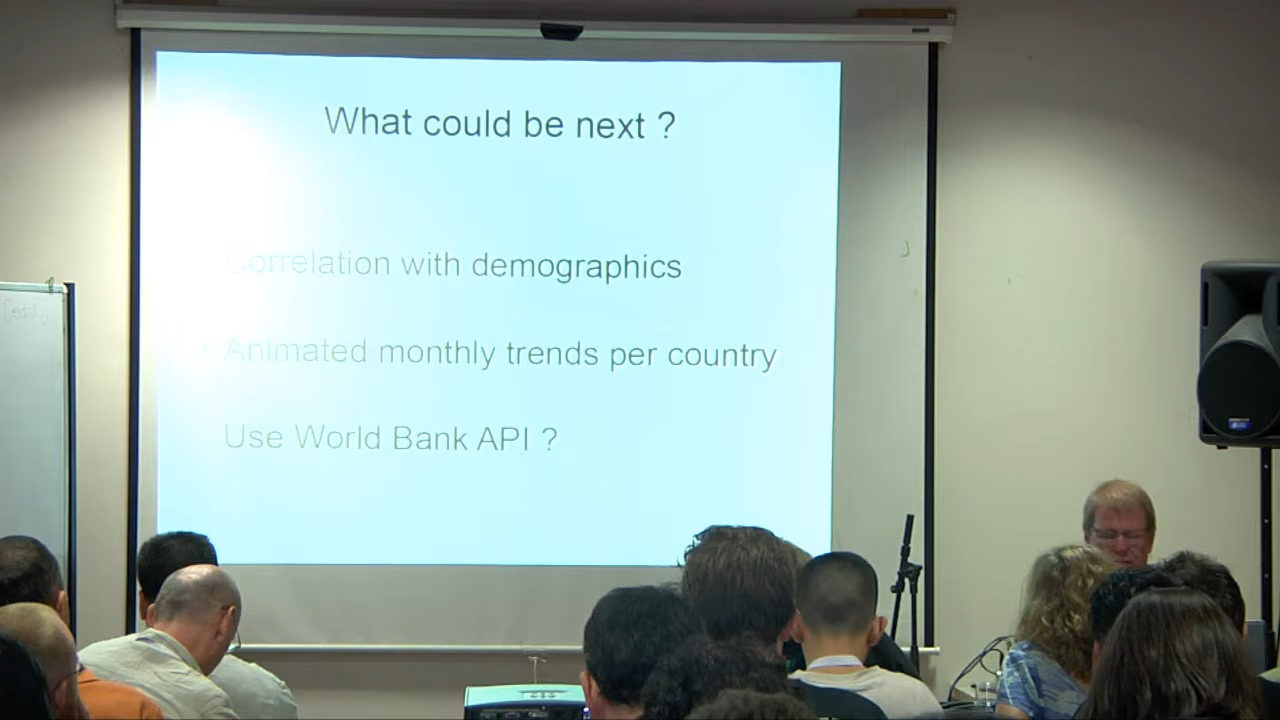 What could be next ?
Correlation with demographics
Animated monthly trends per country
Use World Bank API ?